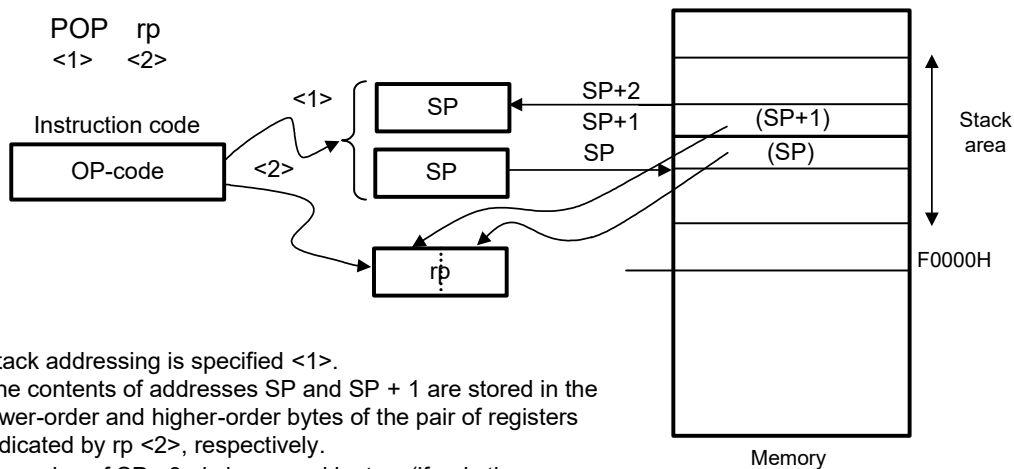 POP rp
<1> <2>
Instruction code
OP-code
<1>
<2>
SP
SP
rp
SP+2
SP+1
SP
(SP+1)
(SP)
Stack
area
F0000H
Memory
tack addressing is specified <1>.
he contents of addresses SP and SP + 1 are stored in the
wer-order and higher-order bytes of the pair of registers
dicated by rp <2>, respectively.